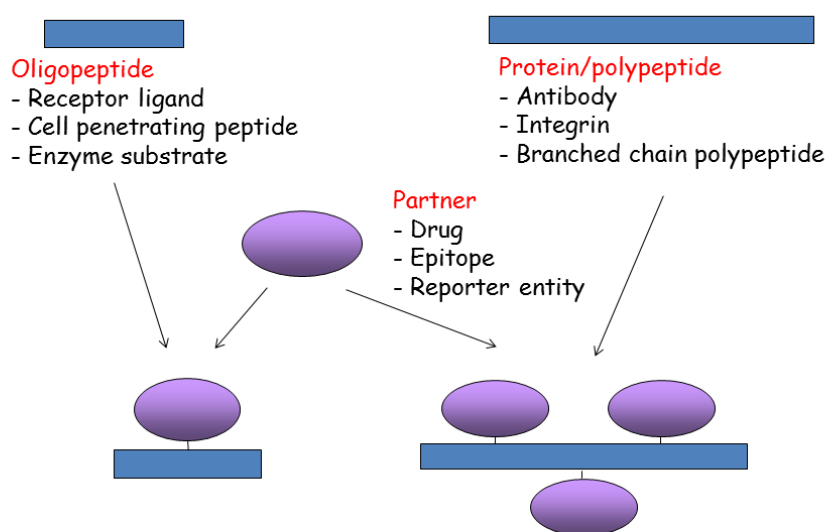 Oligopeptide
- Receptor ligand
- Cell penetrating peptide
- Enzyme substrate
Protein/polypeptide
- Antibody
- Integrin
- Branched chain polypeptide
Partner
- Drug
- Epitope
- Reporter entity